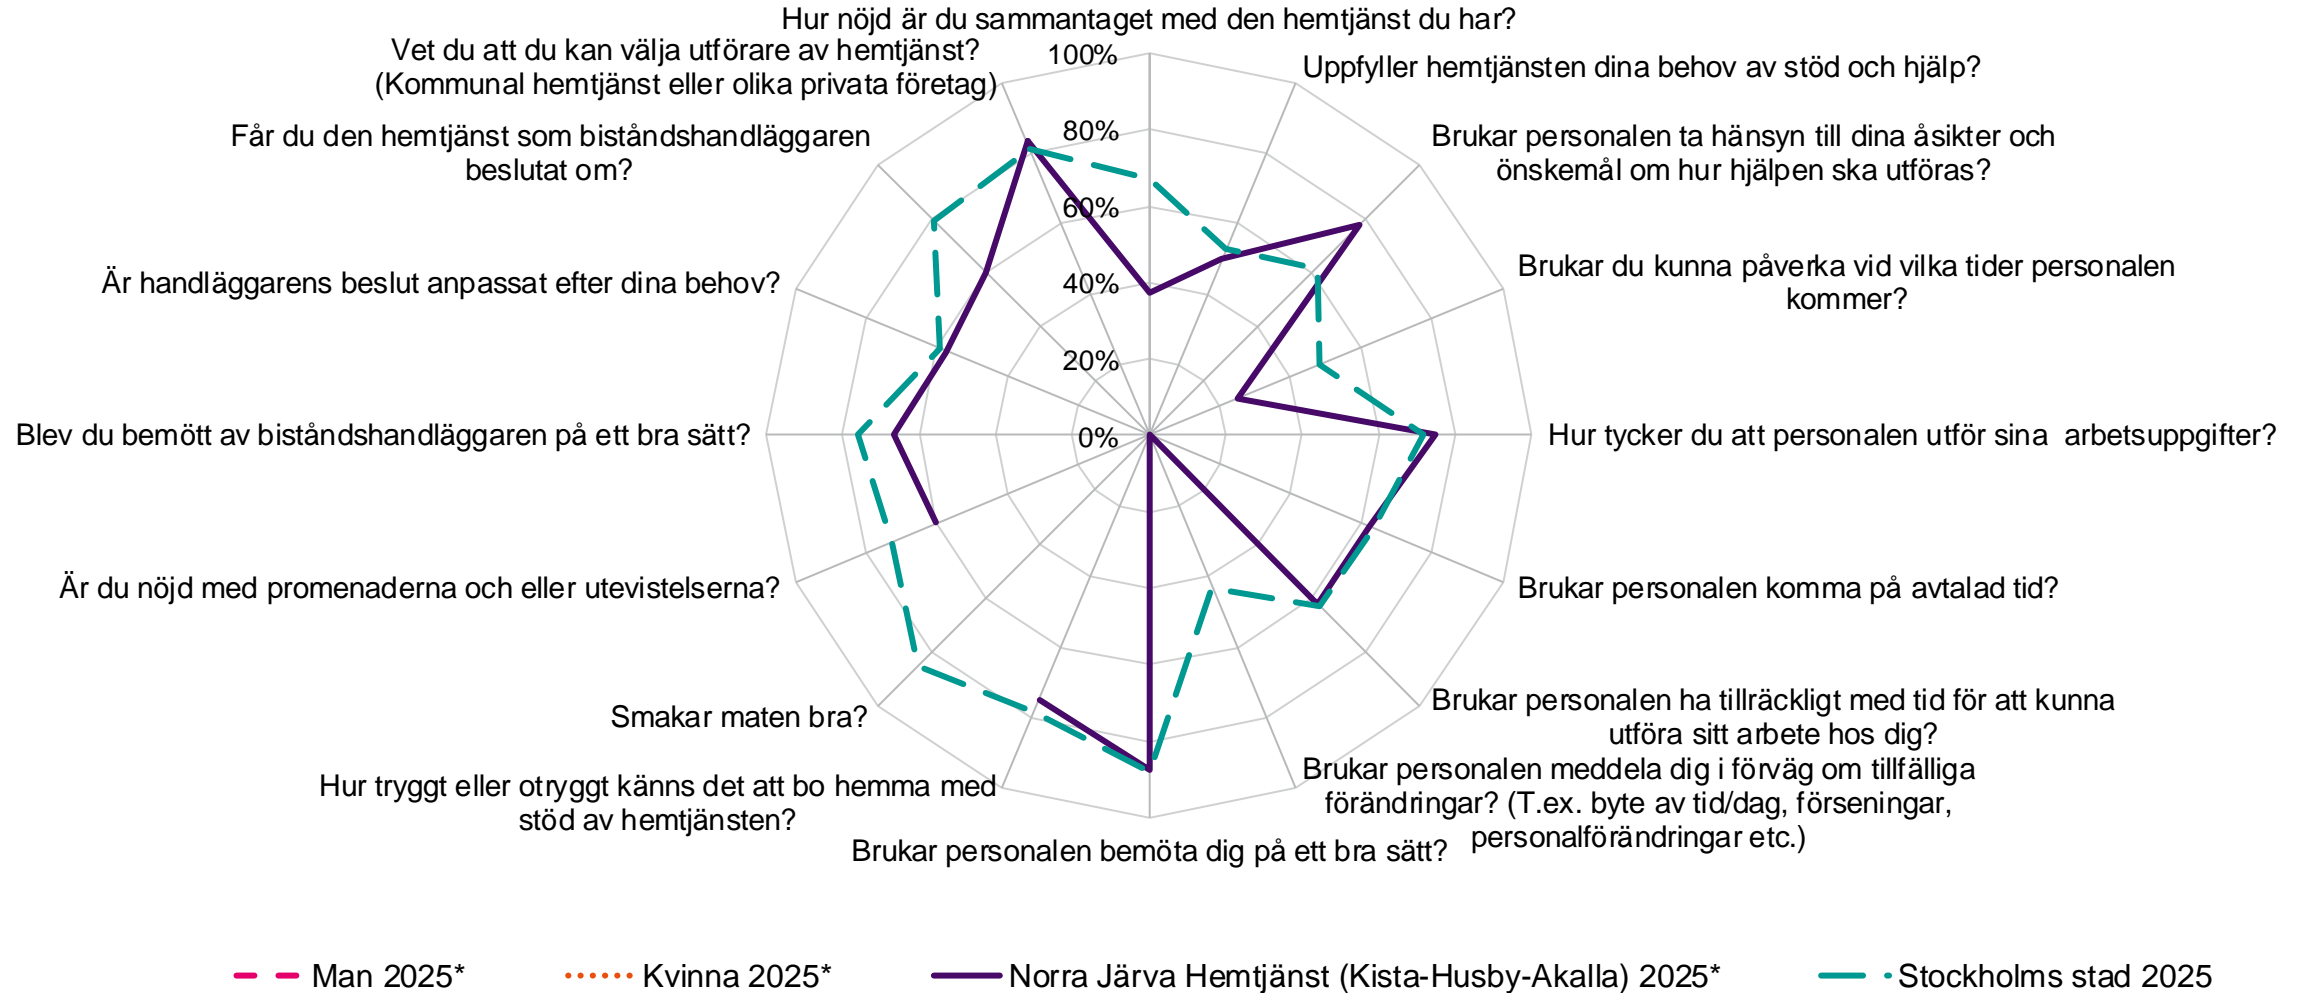 Hur nöjd är du sammantaget med den hemtjänst du har?
Uppfyller hemtjänsten dina behov av stöd och hjälp?
Brukar personalen ta hänsyn till dina åsikter och
önskemål om hur hjälpen ska utföras?
Brukar du kunna påverka vid vilka tider personalen
kommer?
Hur tycker du att personalen utför sina  arbetsuppgifter?
Brukar personalen komma på avtalad tid?
Brukar personalen ha tillräckligt med tid för att kunna
utföra sitt arbete hos dig?
Brukar personalen meddela dig i förväg om tillfälliga
förändringar? (T.ex. byte av tid/dag, förseningar,
personalförändringar etc.)
Brukar personalen bemöta dig på ett bra sätt?
Hur tryggt eller otryggt känns det att bo hemma med
stöd av hemtjänsten?
Smakar maten bra?
Är du nöjd med promenaderna och eller utevistelserna?
Blev du bemött av biståndshandläggaren på ett bra sätt?
Är handläggarens beslut anpassat efter dina behov?
Får du den hemtjänst som biståndshandläggaren
beslutat om?
Vet du att du kan välja utförare av hemtjänst?
(Kommunal hemtjänst eller olika privata företag)
100%
80%
60%
40%
20%
0%
Man 2025*
Kvinna 2025*
Norra Järva Hemtjänst (Kista-Husby-Akalla) 2025*
Stockholms stad 2025